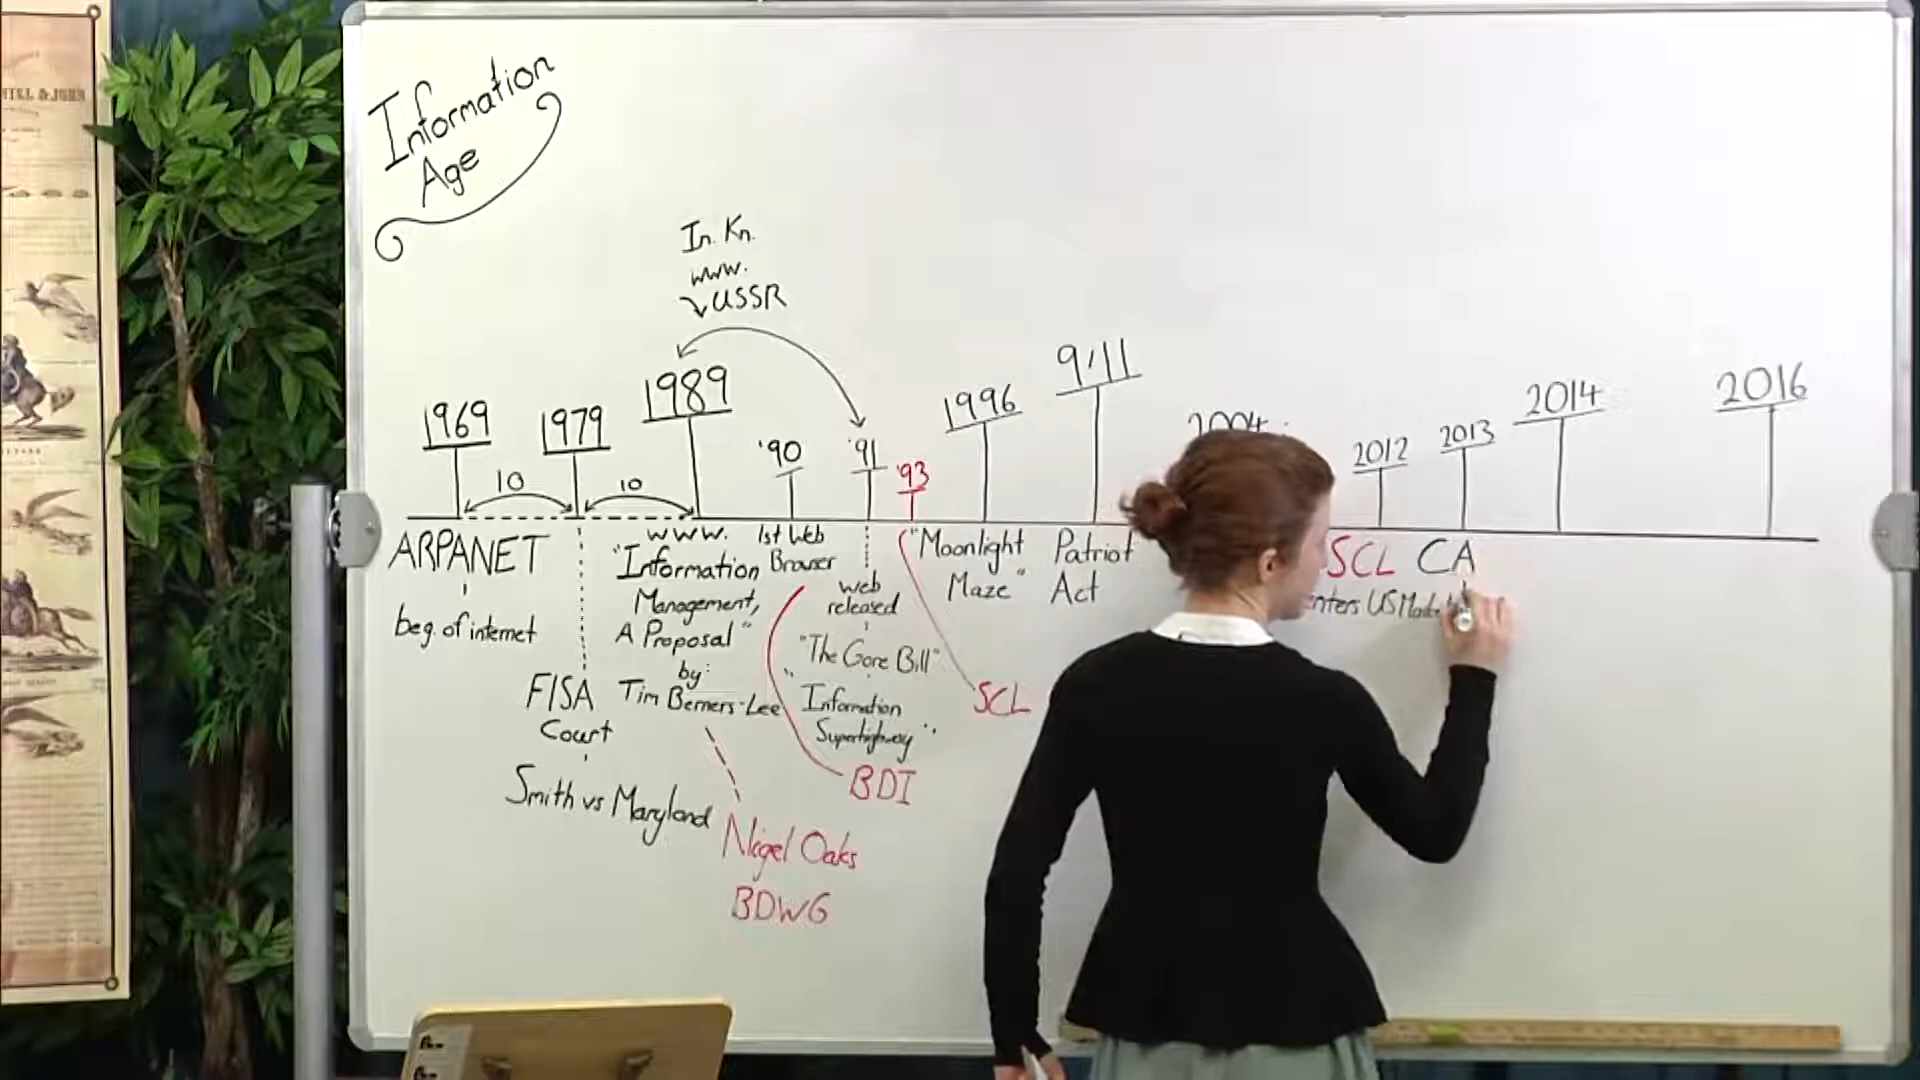 Information
Age
In. Kn.
www.
USSR
1969
1979
1989
'90
'91
'93
1996
9/11
2004
2012
2013
2014
2016
10
10
ARPANET
beg. of internet
FISA
Court
Smith vs Maryland
www.
"Information
Management,
A Proposal"
by:
Tim Berners-Lee
Nigel Oaks
BDWG
1st Web
Browser
BDI
web
released
"The Gore Bill"
"Information
Superhighway"
SCL
"Moonlight
Maze"
Patriot
Act
SCL
nters US
CA